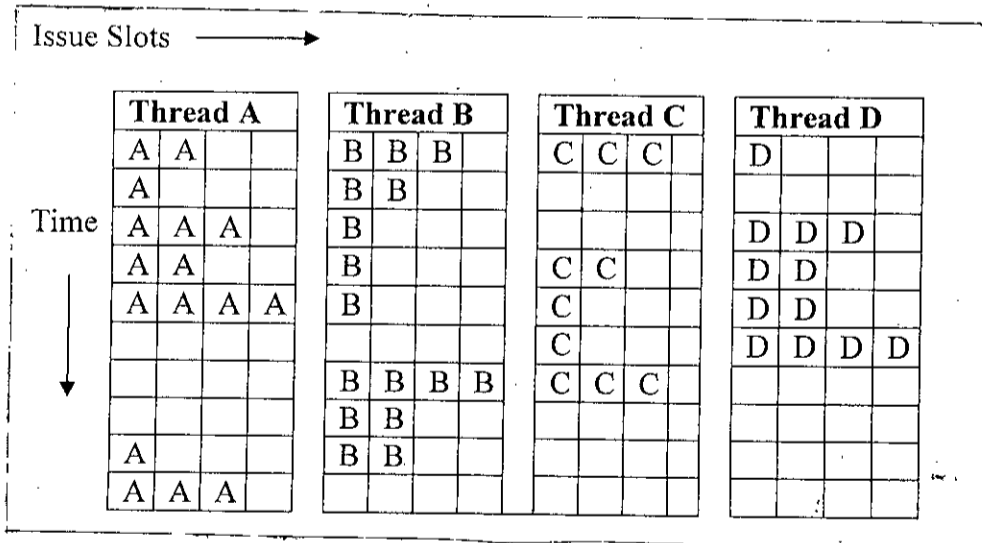 Issue Slots
Thread A Thread B Thread C Thread D
A A B B B C C C D
A B B
Time A A A B D D D
A A B C C D D
A A A A B C D D
C D D D D
B B B B C C C
B B
A B B
A A A